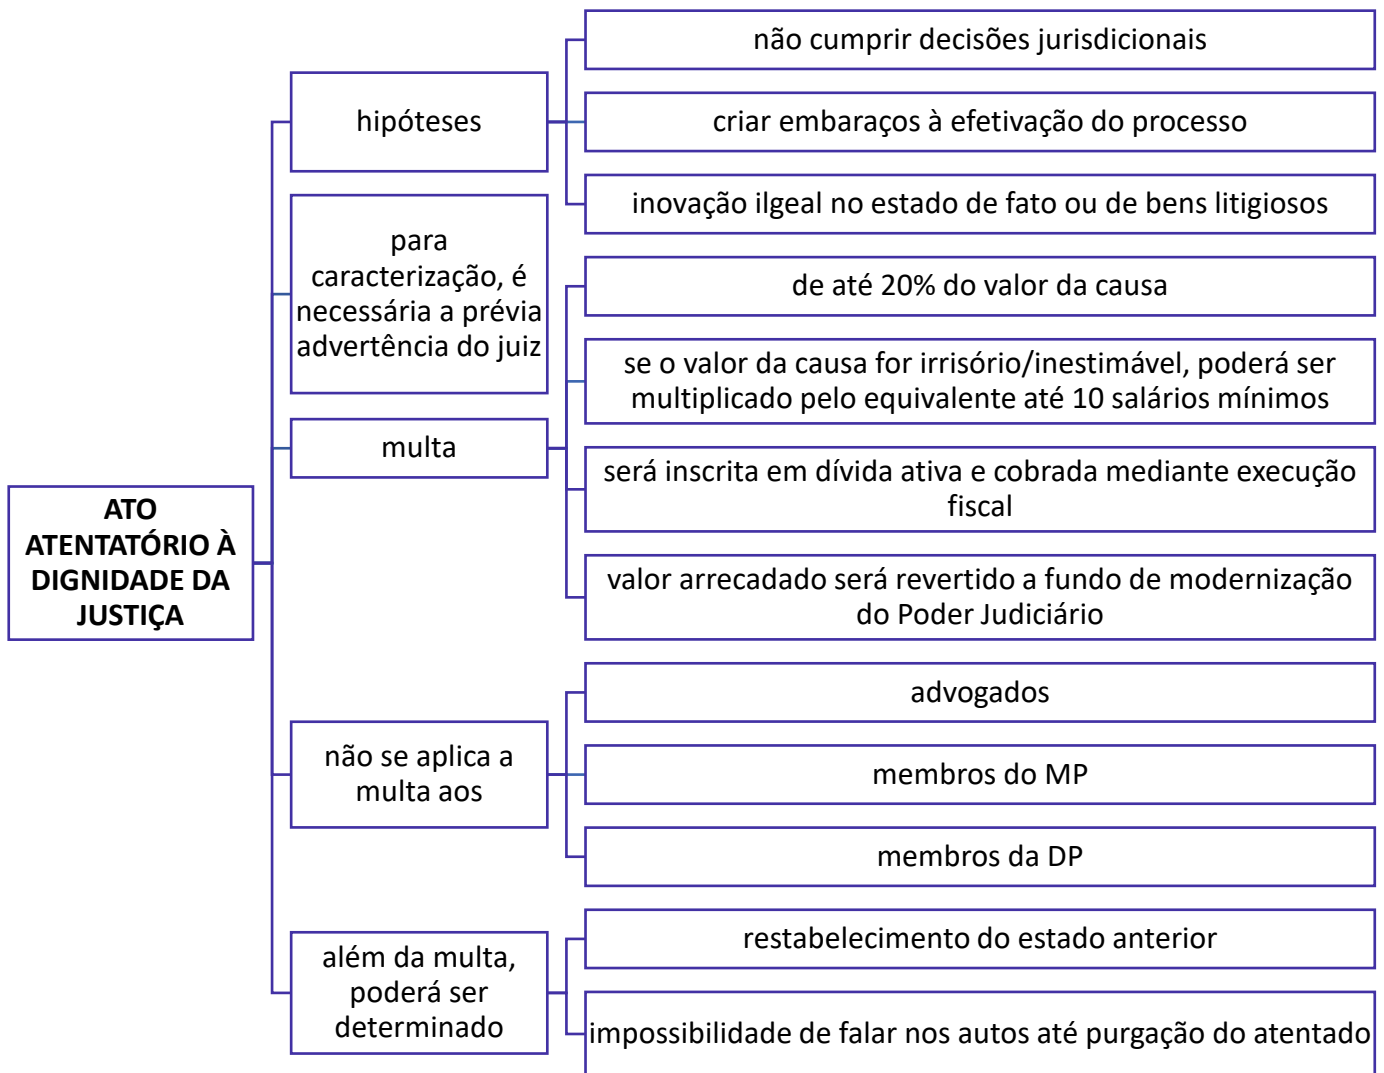 ATO
ATENTATÓRIO À
DIGNIDADE DA
JUSTIÇA
hipóteses
não cumprir decisões jurisdicionais
criar embaraços à efetivação do processo
inovação ilgeal no estado de fato ou de bens litigiosos
para
caracterização, é
necessária a prévia
advertência do juiz
multa
de até 20% do valor da causa
se o valor da causa for irrisório/inestimável, poderá ser
multiplicado pelo equivalente até 10 salários mínimos
será inscrita em dívida ativa e cobrada mediante execução
fiscal
valor arrecadado será revertido a fundo de modernização
do Poder Judiciário
não se aplica a
multa aos
advogados
membros do MP
membros da DP
além da multa,
poderá ser
determinado
restabelecimento do estado anterior
impossibilidade de falar nos autos até purgação do atentado